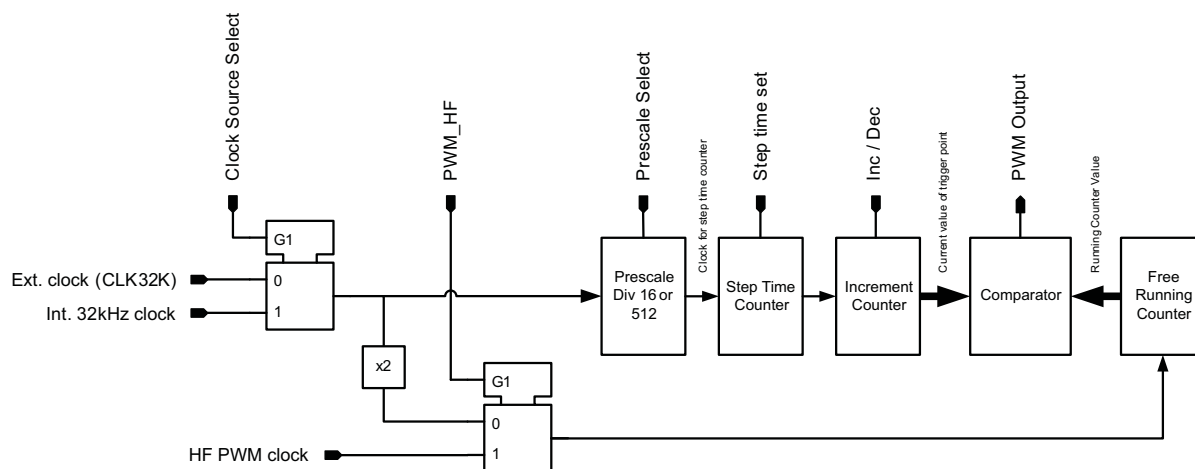 Clock Source Select
PWM_HF
Prescale Select
Clock for step time counter
Step time set
Inc / Dec
Current value of trigger point
PWM Output
Running Counter Value
G1
Ext. clock (CLK32K)
0
Int. 32kHz clock
1
Prescale
Div 16 or
512
Step Time
Counter
Increment
Counter
Comparator
Free
Running
Counter
x2
G1
0
HF PWM clock
1